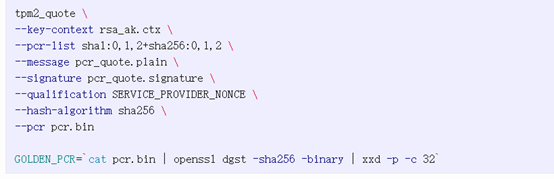 tpm2_quote \
--key-context rsa_ak.ctx \
--pcr-list sha1:0,1,2+sha256:0,1,2 \
--message pcr_quote.plain \
--signature pcr_quote.signature \
--qualification SERVICE_PROVIDER_NONCE \
--hash-algorithm sha256 \
--pcr pcr.bin
GOLDEN_PCR=`cat pcr.bin | openssl dgst -sha256 -binary | xxd -p -c 32`